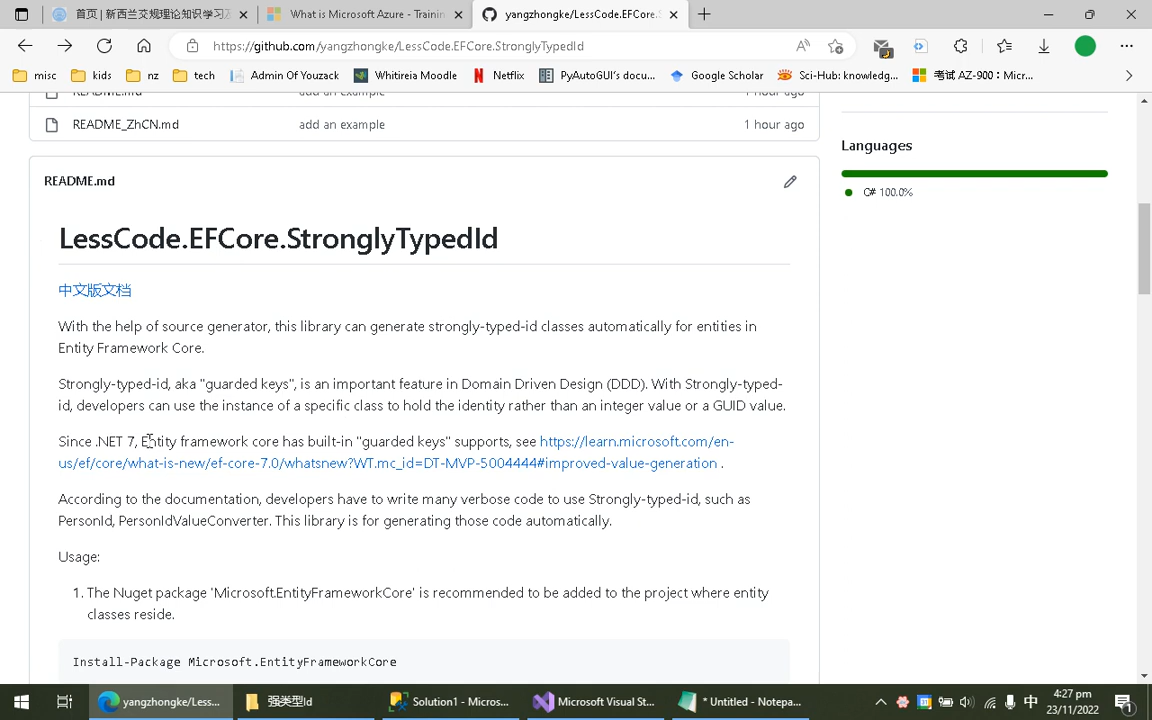 首页 | 新西兰交规理论知识学习及
What is Microsoft Azure - Trainin
yangzhongke/LessCode.EFCore.S
https://github.com/yangzhongke/LessCode.EFCore.StronglyTypedId
misc
kids
nz
tech
Admin Of Youzack
Whitireia Moodle
Netflix
PyAutoGUI's docu...
Google Scholar
Sci-Hub: knowledg...
考试 AZ-900：Micr...
README.md add an example 1 hour ago
README_ZhCN.md add an example 1 hour ago
Languages
C# 100.0%
README.md
LessCode.EFCore.StronglyTypedId
中文版文档
With the help of source generator, this library can generate strongly-typed-id classes automatically for entities in
Entity Framework Core.
Strongly-typed-id, aka "guarded keys", is an important feature in Domain Driven Design (DDD). With Strongly-typed-
id, developers can use the instance of a specific class to hold the identity rather than an integer value or a GUID value.
Since .NET 7, Entity framework core has built-in "guarded keys" supports, see https://learn.microsoft.com/en-
us/ef/core/what-is-new/ef-core-7.0/whatsnew?WT.mc_id=DT-MVP-5004444#improved-value-generation .
According to the documentation, developers have to write many verbose code to use Strongly-typed-id, such as
PersonId, PersonIdValueConverter. This library is for generating those code automatically.
Usage:
1. The Nuget package 'Microsoft.EntityFrameworkCore' is recommended to be added to the project where entity
classes reside.
Install-Package Microsoft.EntityFrameworkCore
yangzhongke/Less...
强类型Id
Solution1 - Micros...
Microsoft Visual St...
* Untitled - Notepa...
中
4:27 pm
23/11/2022
1